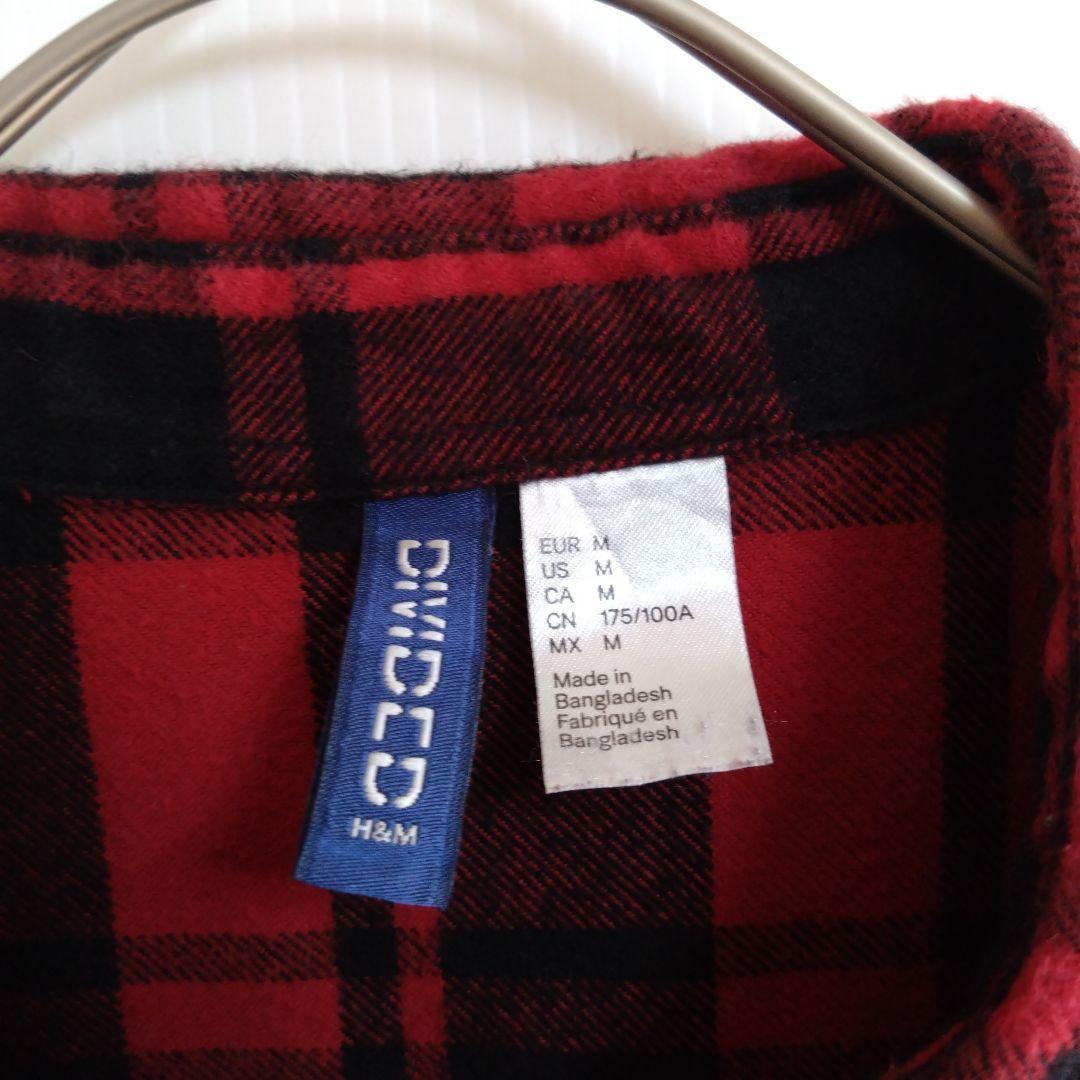 DIVIDED
H&M
EUR M
US M
CA M
CN 175/100A
MX M
Made in
Bangladesh
Fabriqué en
Bangladesh